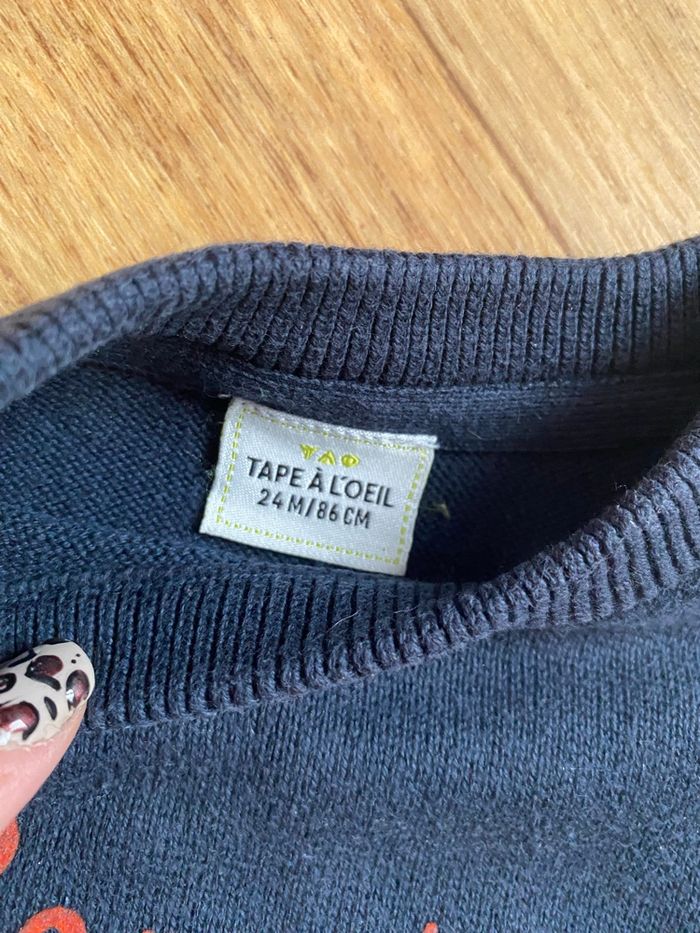 TAPE À L'OEIL
24 M/86 CM